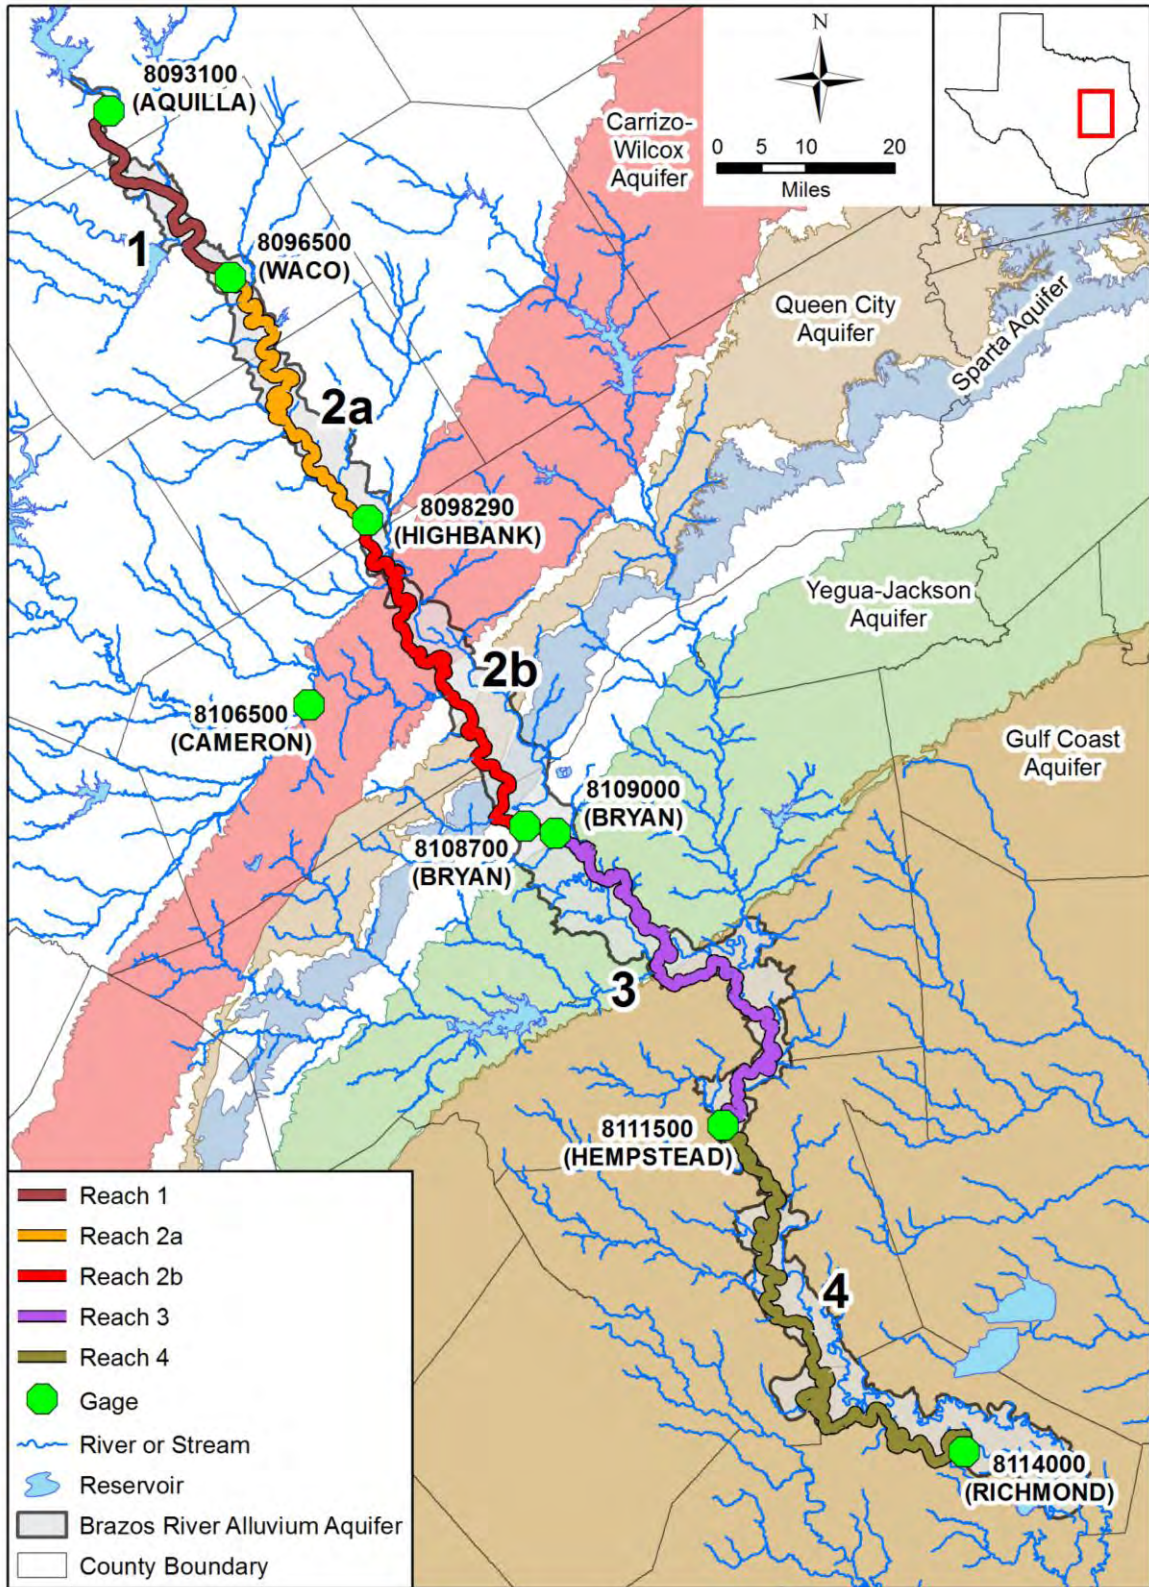 N
0 5 10 20
Miles
8093100
(AQUILLA)
Carrizo-
Wilcox
Aquifer
1
8096500
(WACO)
Queen City
Aquifer
Sparta Aquifer
2a
8098290
(HIGHBANK)
Yegua-Jackson
Aquifer
2b
8106500
(CAMERON)
Gulf Coast
Aquifer
8109000
(BRYAN)
8108700
(BRYAN)
3
8111500
(HEMPSTEAD)
4
8114000
(RICHMOND)
Reach 1
Reach 2a
Reach 2b
Reach 3
Reach 4
Gage
River or Stream
Reservoir
Brazos River Alluvium Aquifer
County Boundary